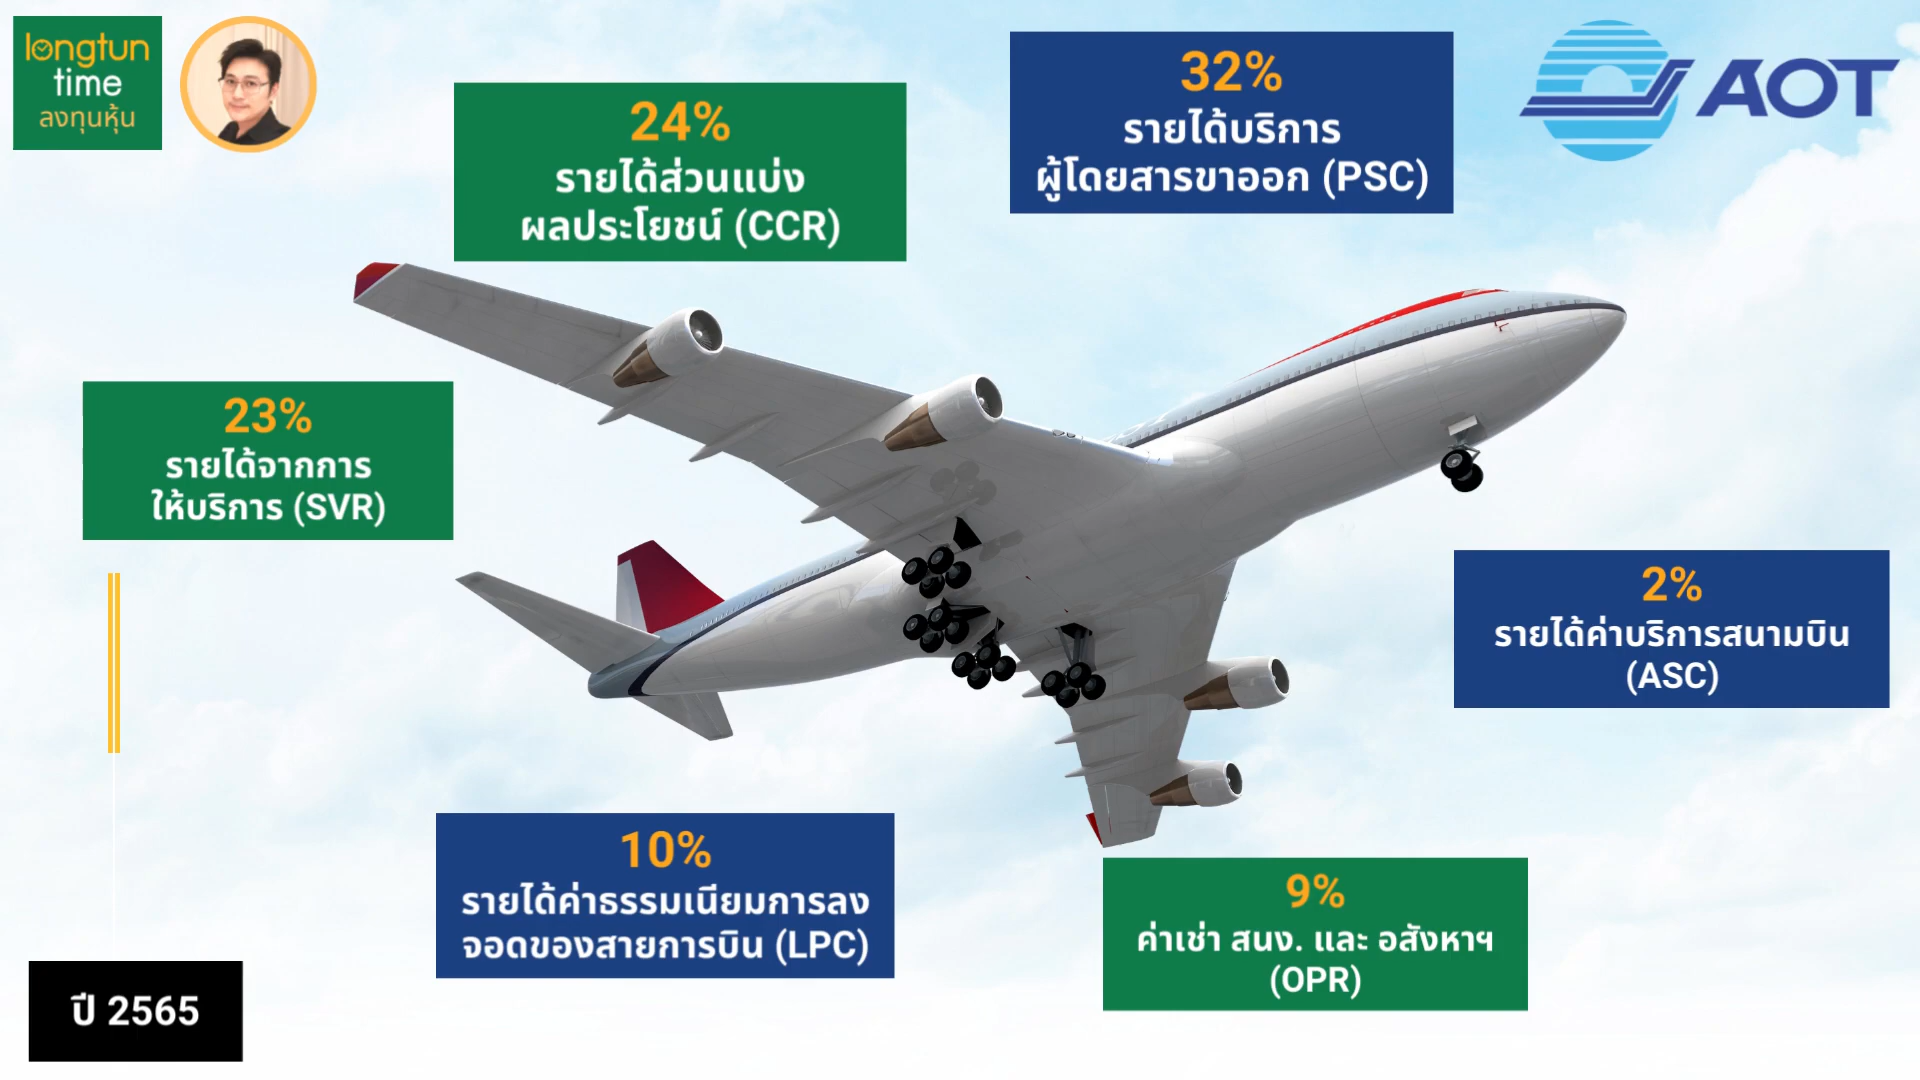 longtun
time
ลงทุนหุ้น
24%
รายได้ส่วนแบ่ง
ผลประโยชน์ (CCR)
32%
รายได้บริการ
ผู้โดยสารขาออก (PSC)
AOT
23%
รายได้จากการ
ให้บริการ (SVR)
2%
รายได้ค่าบริการสนามบิน
(ASC)
10%
รายได้ค่าธรรมเนียมการลง
จอดของสายการบิน (LPC)
9%
ค่าเช่า สนง. และ อสังหาฯ
(OPR)
ปี 2565